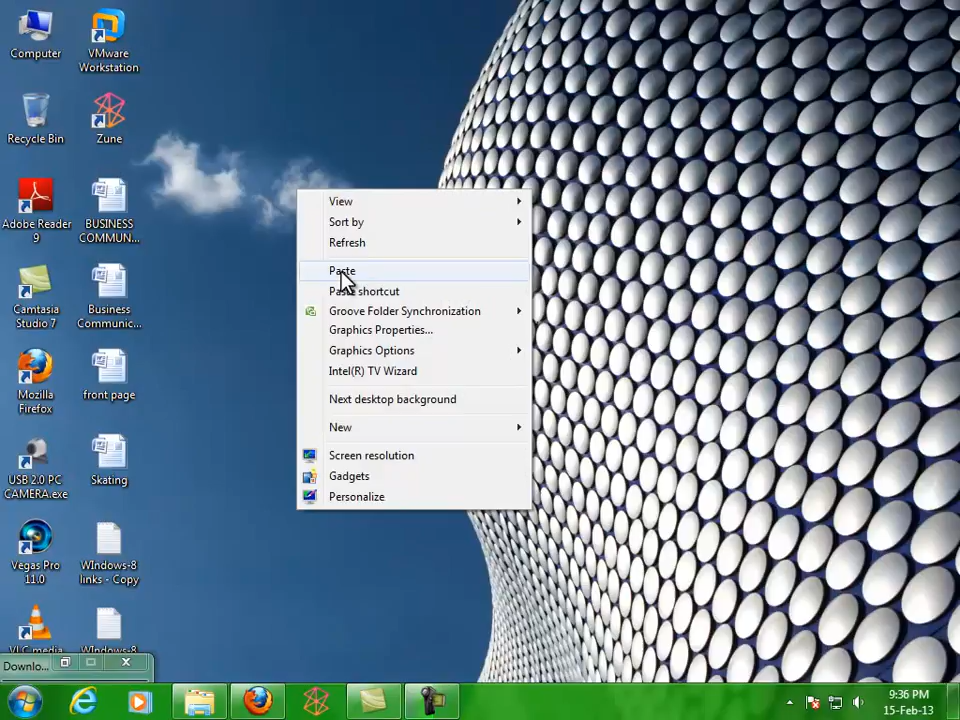 Computer
VMware
Workstation
Recycle Bin
Zune
Adobe Reader
9
BUSINESS
COMMUN...
Camtasia
Studio 7
Business
Communic...
Mozilla
Firefox
front page
USB 2.0 PC
CAMERA.exe
Skating
Vegas Pro
11.0
WIndows-8
links - Copy
VLC media
WIndows-8
Downlo...
View
Sort by
Refresh
Paste
Paste shortcut
Groove Folder Synchronization
Graphics Properties...
Graphics Options
Intel(R) TV Wizard
Next desktop background
New
Screen resolution
Gadgets
Personalize
9:36 PM
15-Feb-13